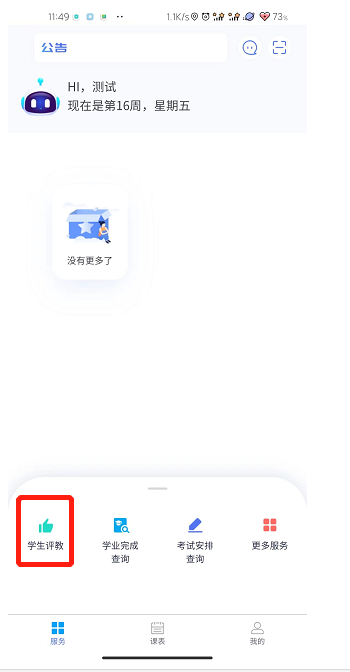 11:49 1.1K/s 73%
公告
HI，测试
现在是第16周，星期五
没有更多了
学生评教 学业完成 考试安排 更多服务
查询 查询
服务 课表 我的